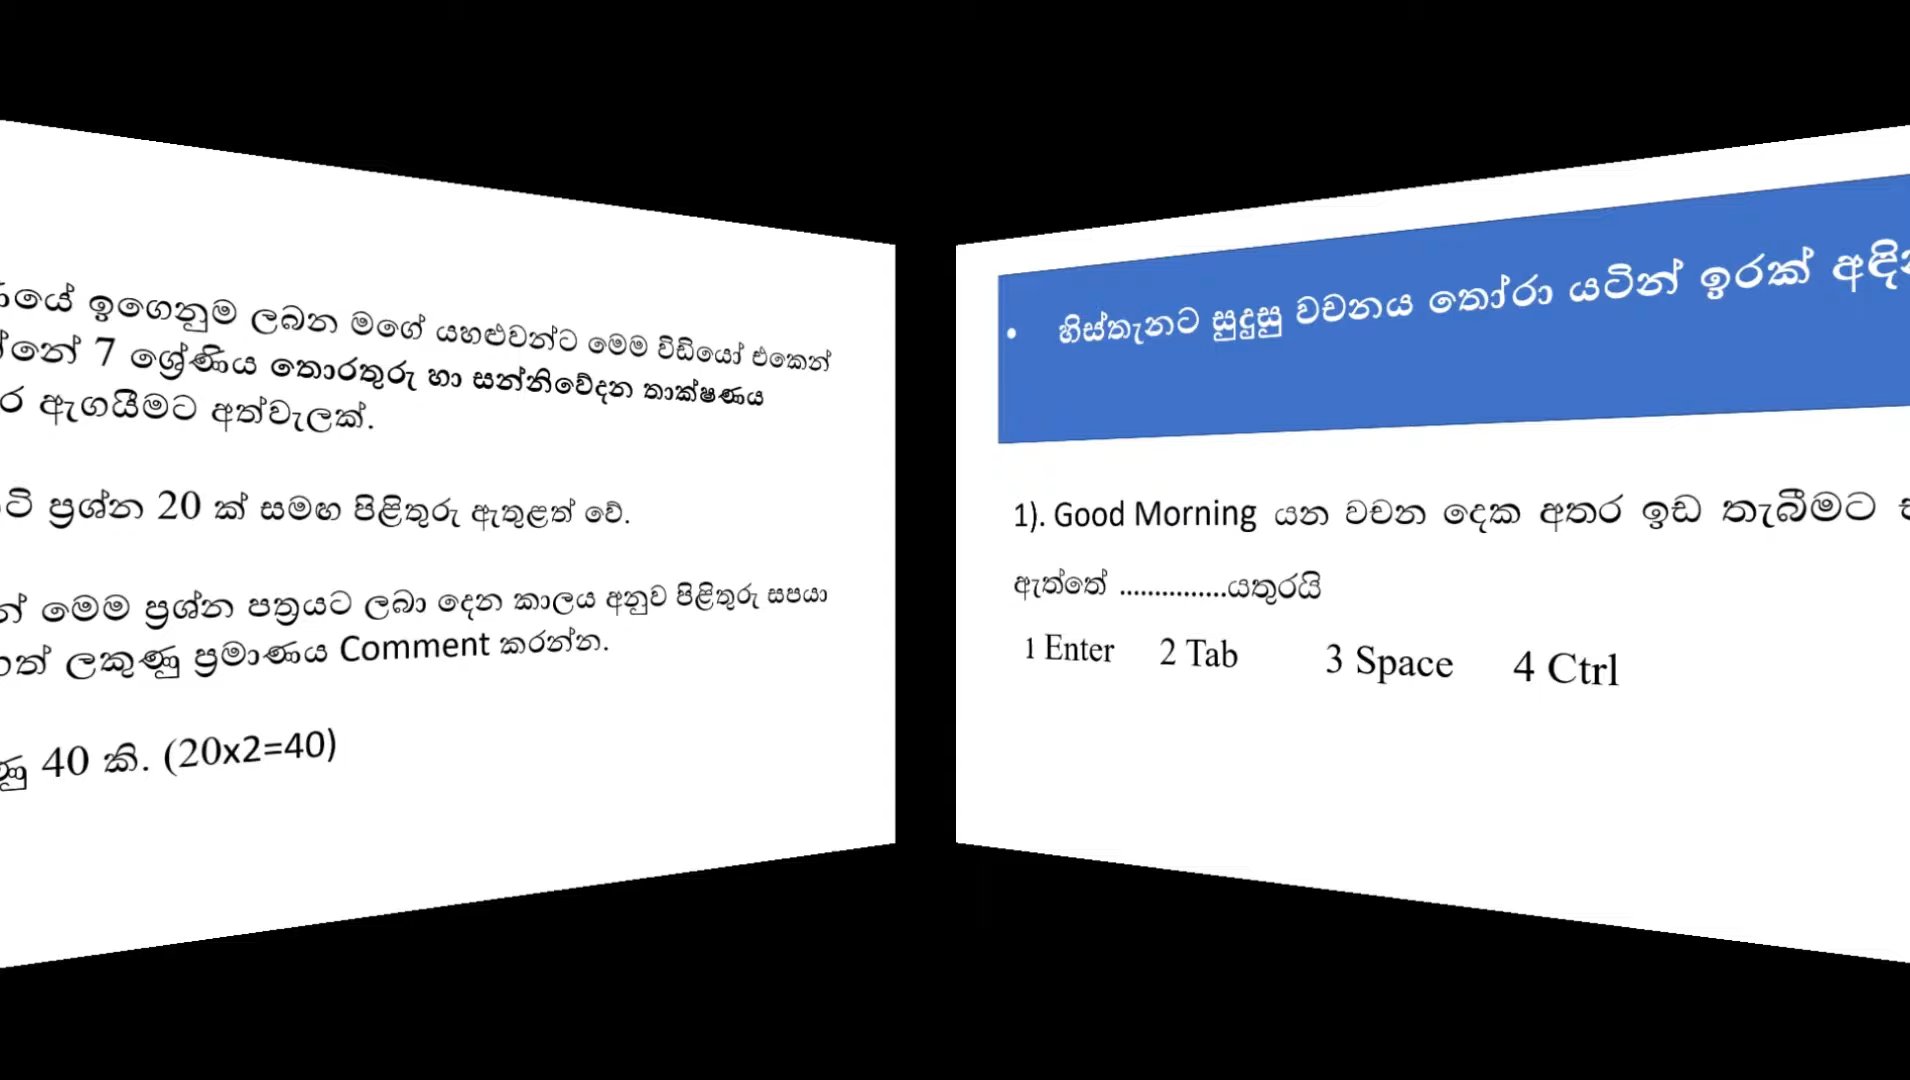 ඉගෙනුම ලබන මගේ යහළුවන්ට මෙම විඩියෝ එකෙන්
7 ශ්‍රේණිය තොරතුරු හා සන්නිවේදන තාක්ෂණය
ඇගයීමට අත්වැලක්.
ප්‍රශ්න 20 ක් සමඟ පිළිතුරු ඇතුළත් වේ.
මෙම ප්‍රශ්න පත්‍රයට ලබා දෙන කාලය අනුව පිළිතුරු සපයා
ලකුණු ප්‍රමාණය Comment කරන්න.
40 කි. (20x2=40)
• හිස්තැනට සුදුසු වචනය තෝරා යටින් ඉරක්
1). Good Morning යන වචන දෙක අතර ඉඩ තැබීමට
ඇත්තේ ...............යතුරයි
1 Enter 2 Tab 3 Space 4 Ctrl